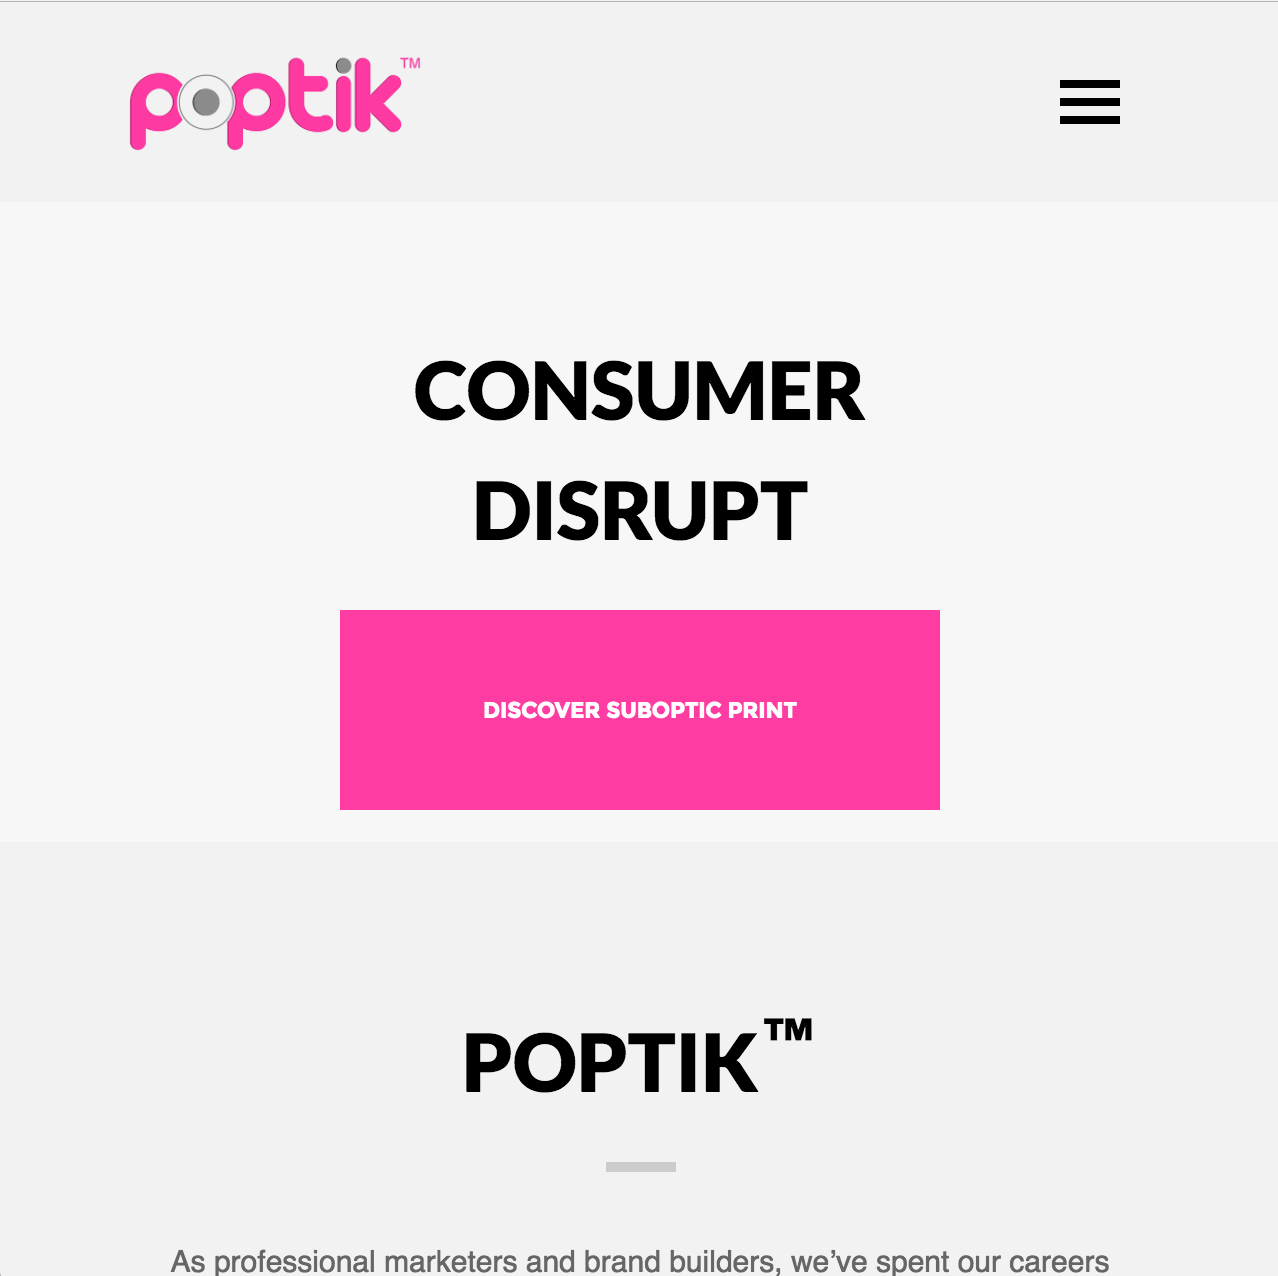 poptik™
CONSUMER
DISRUPT
DISCOVER SUBOPTIC PRINT
POPTIK™
As professional marketers and brand builders, we’ve spent our careers